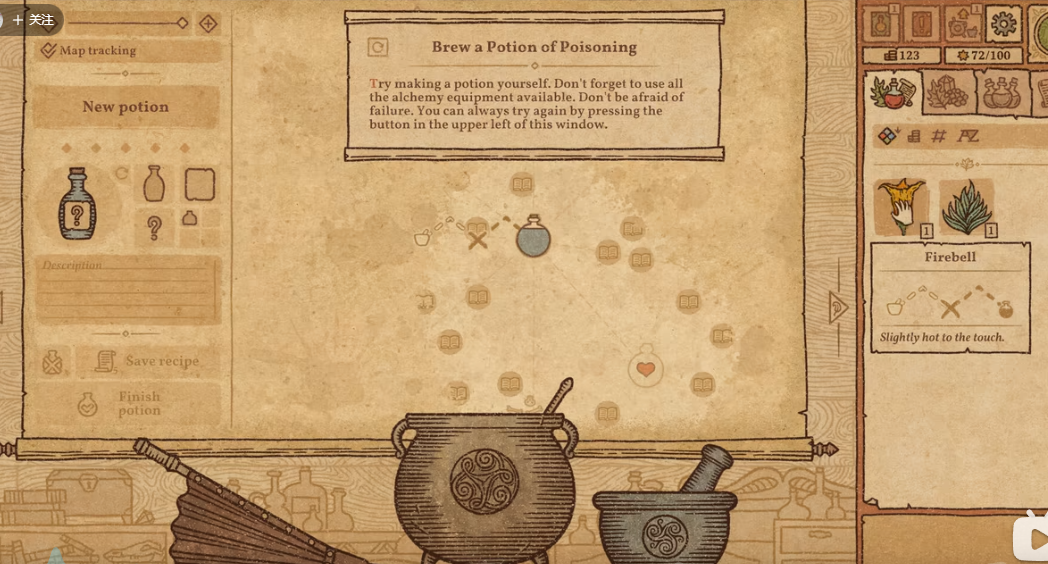 + 关注
Map tracking
New potion
?
?
Description
Save recipe
Finish
potion
Brew a Potion of Poisoning
Try making a potion yourself. Don't forget to use all
the alchemy equipment available. Don't be afraid of
failure. You can always try again by pressing the
button in the upper left of this window.
1
1
123
72/100
#
AZ
1
1
Firebell
Slightly hot to the touch.